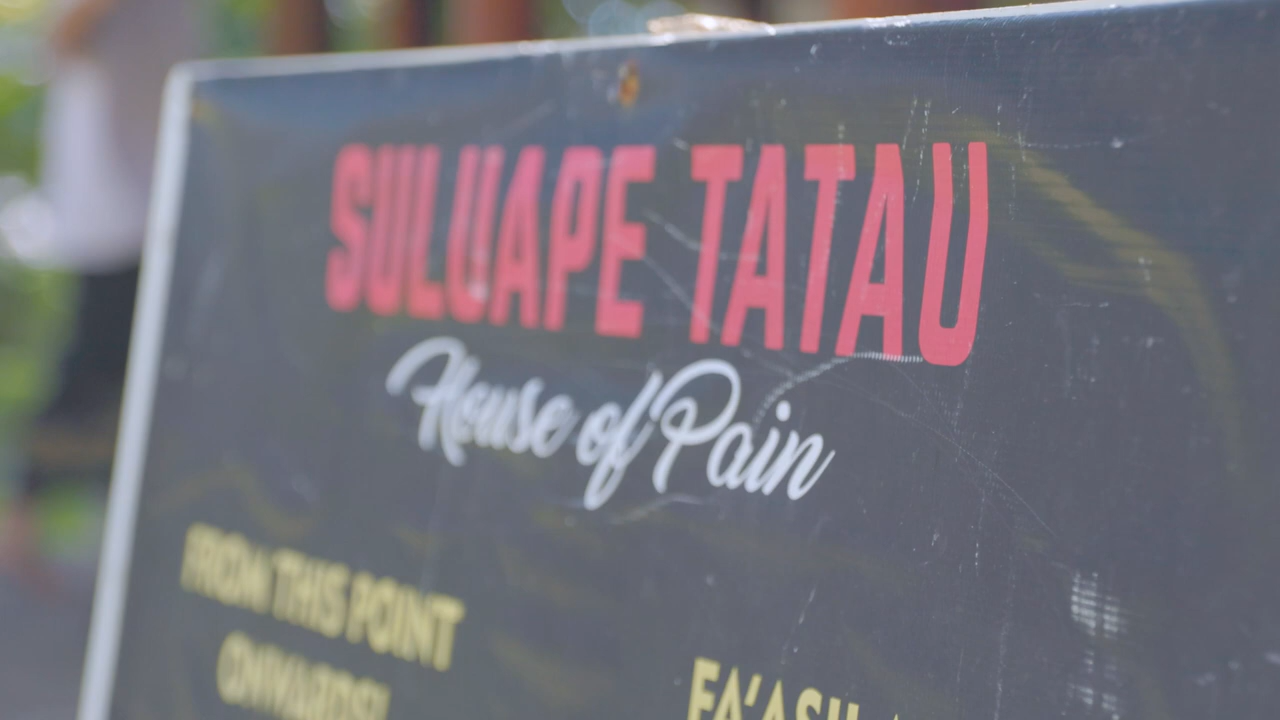 SULUAPE TATAU
House of Pain
FROM THIS POINT
ONWARDS!